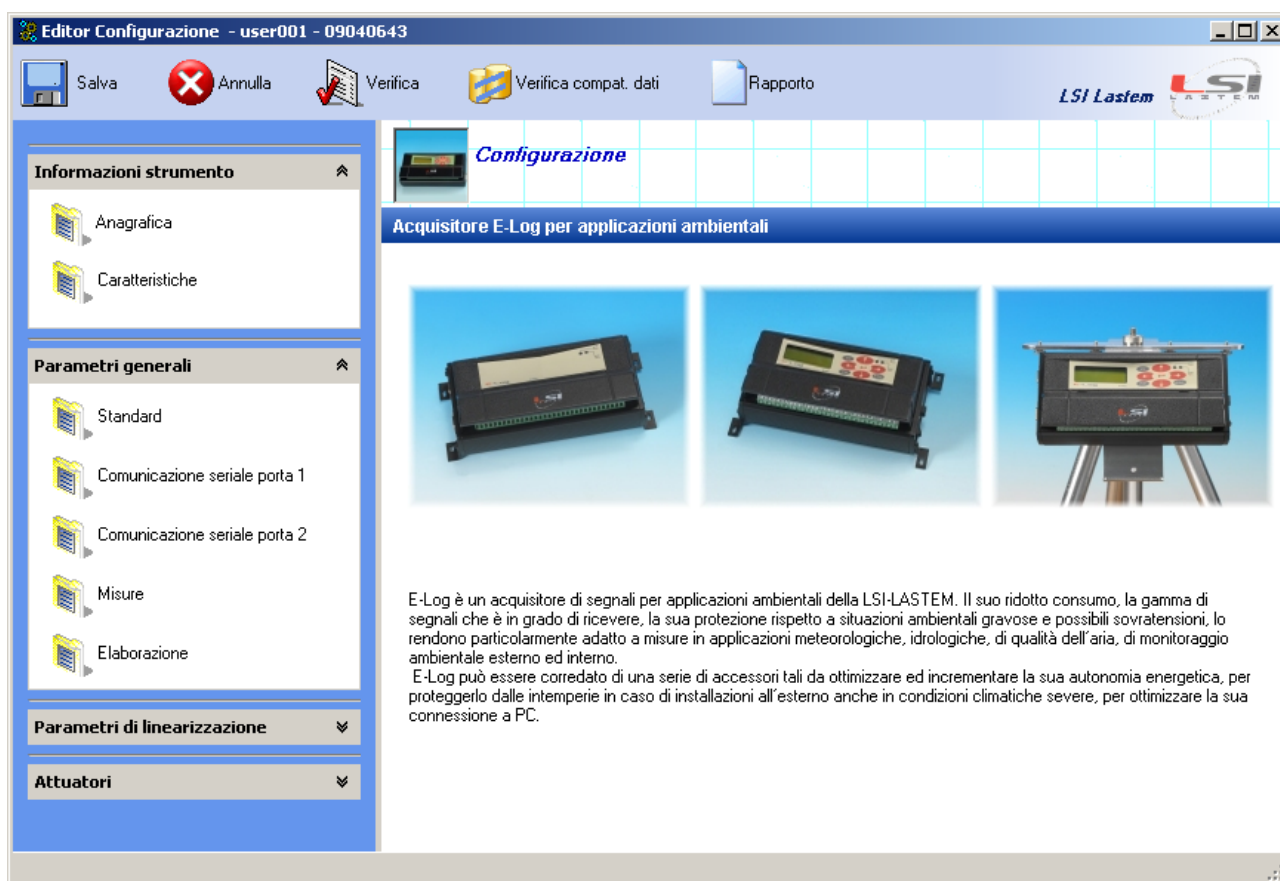 Editor Configurazione - user001 - 09040643
Salva
Annulla
Verifica
Verifica compat. dati
Rapporto
LSI Lastem
LSI
LASTEM
Informazioni strumento
Anagrafica
Caratteristiche
Parametri generali
Standard
Comunicazione seriale porta 1
Comunicazione seriale porta 2
Misure
Elaborazione
Parametri di linearizzazione
Attuatori
Configurazione
Acquisitore E-Log per applicazioni ambientali
LSI
LSI
LSI
E-Log è un acquisitore di segnali per applicazioni ambientali della LSI-LASTEM. Il suo ridotto consumo, la gamma di
segnali che è in grado di ricevere, la sua protezione rispetto a situazioni ambientali gravose e possibili sovratensioni, lo
rendono particolarmente adatto a misure in applicazioni meteorologiche, idrologiche, di qualità dell´aria, di monitoraggio
ambientale esterno ed interno.
E-Log può essere corredato di una serie di accessori tali da ottimizzare ed incrementare la sua autonomia energetica, per
proteggerlo dalle intemperie in caso di installazioni all´esterno anche in condizioni climatiche severe, per ottimizzare la sua
connessione a PC.